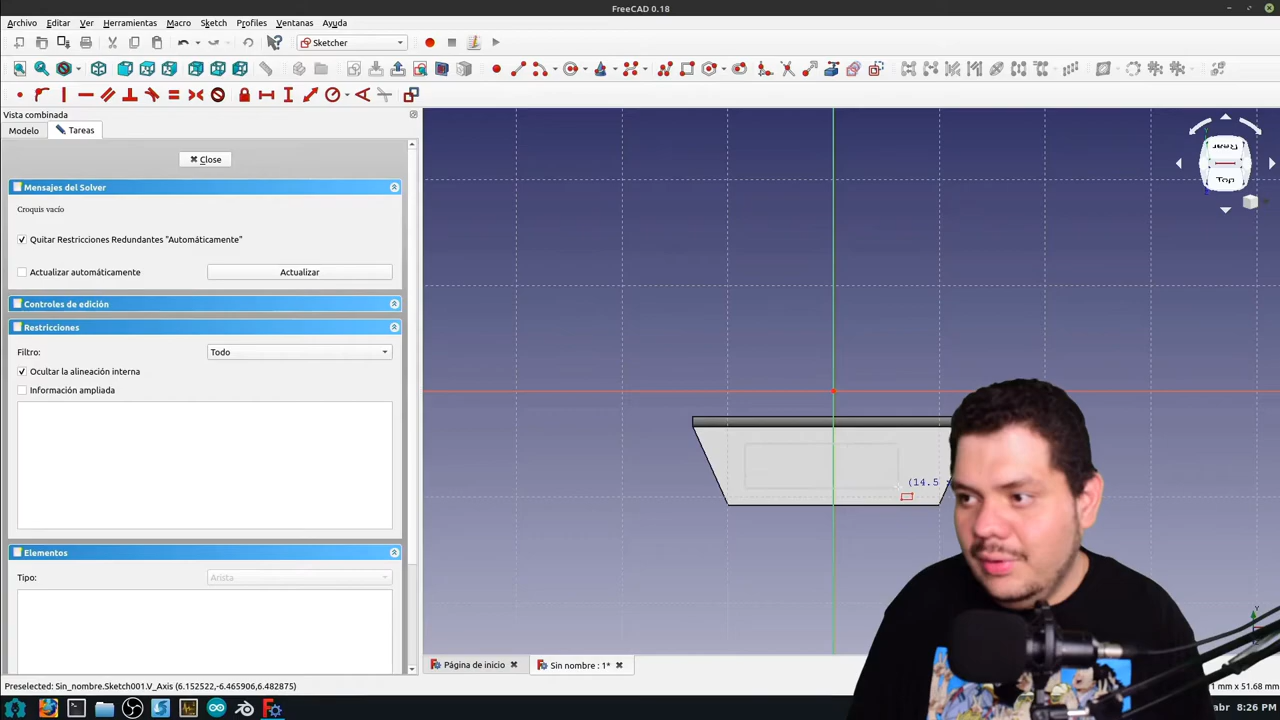 FreeCAD 0.18
Archivo Editar Ver Herramientas Macro Sketch Profiles Ventanas Ayuda
Sketcher
Vista combinada
Modelo Tareas
Close
Mensajes del Solver
Croquis vacío
Quitar Restricciones Redundantes "Automáticamente"
Actualizar automáticamente Actualizar
Controles de edición
Restricciones
Filtro: Todo
Ocultar la alineación interna
Información ampliada
Elementos
Tipo: Arista
Rear
Top
(14.5
Página de inicio Sin nombre : 1*
Preselected: Sin_nombre.Sketch001.V_Axis (6.152522,-6.465906,6.482875) 1 mm x 51.68 mm
abr 8:26 PM